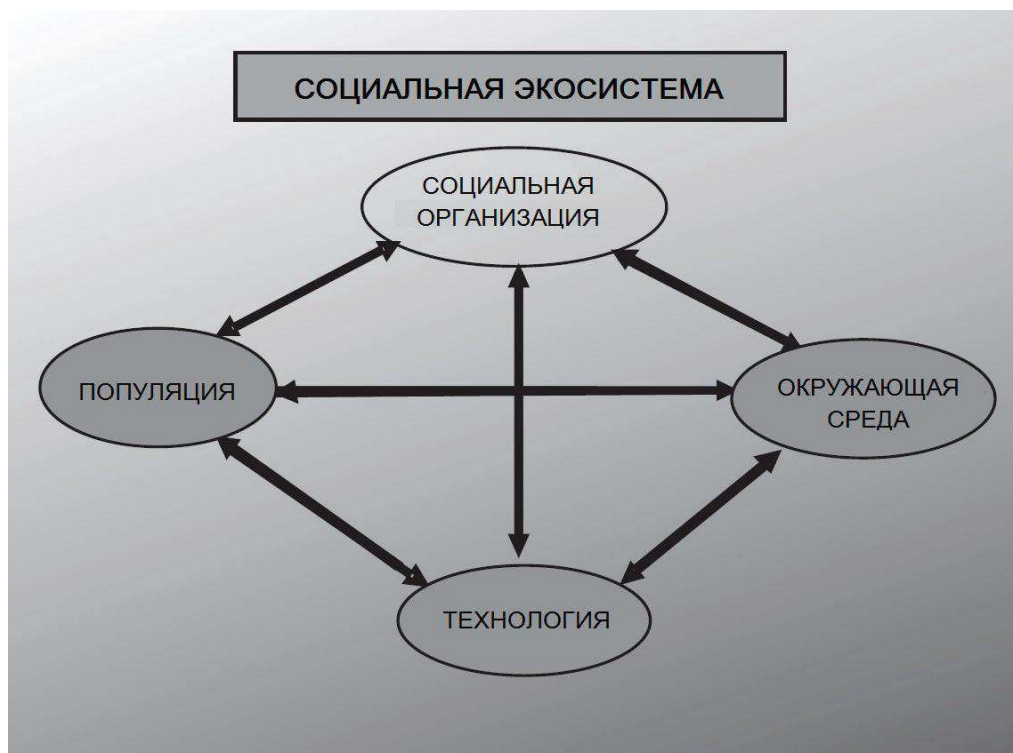 СОЦИАЛЬНАЯ ЭКОСИСТЕМА
СОЦИАЛЬНАЯ
ОРГАНИЗАЦИЯ
ПОПУЛЯЦИЯ
ОКРУЖАЮЩАЯ
СРЕДА
ТЕХНОЛОГИЯ